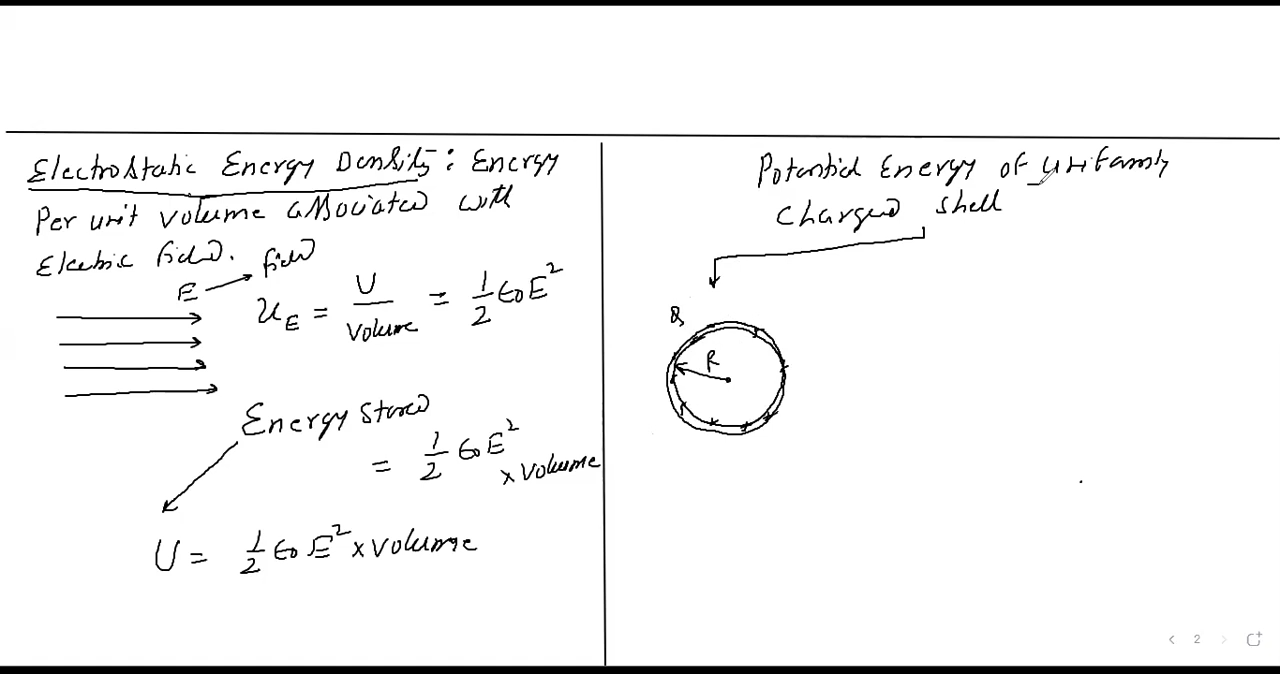 Electrostatic Energy Density : Energy
Per unit volume associated with
Electric field.
E → field
u_E = U / Volume = 1/2 ε0 E²
Energy stored
= 1/2 ε0 E²
× Volume
U = 1/2 ε0 E² × Volume
Potential Energy of uniformly
Charged shell
Q
R
2